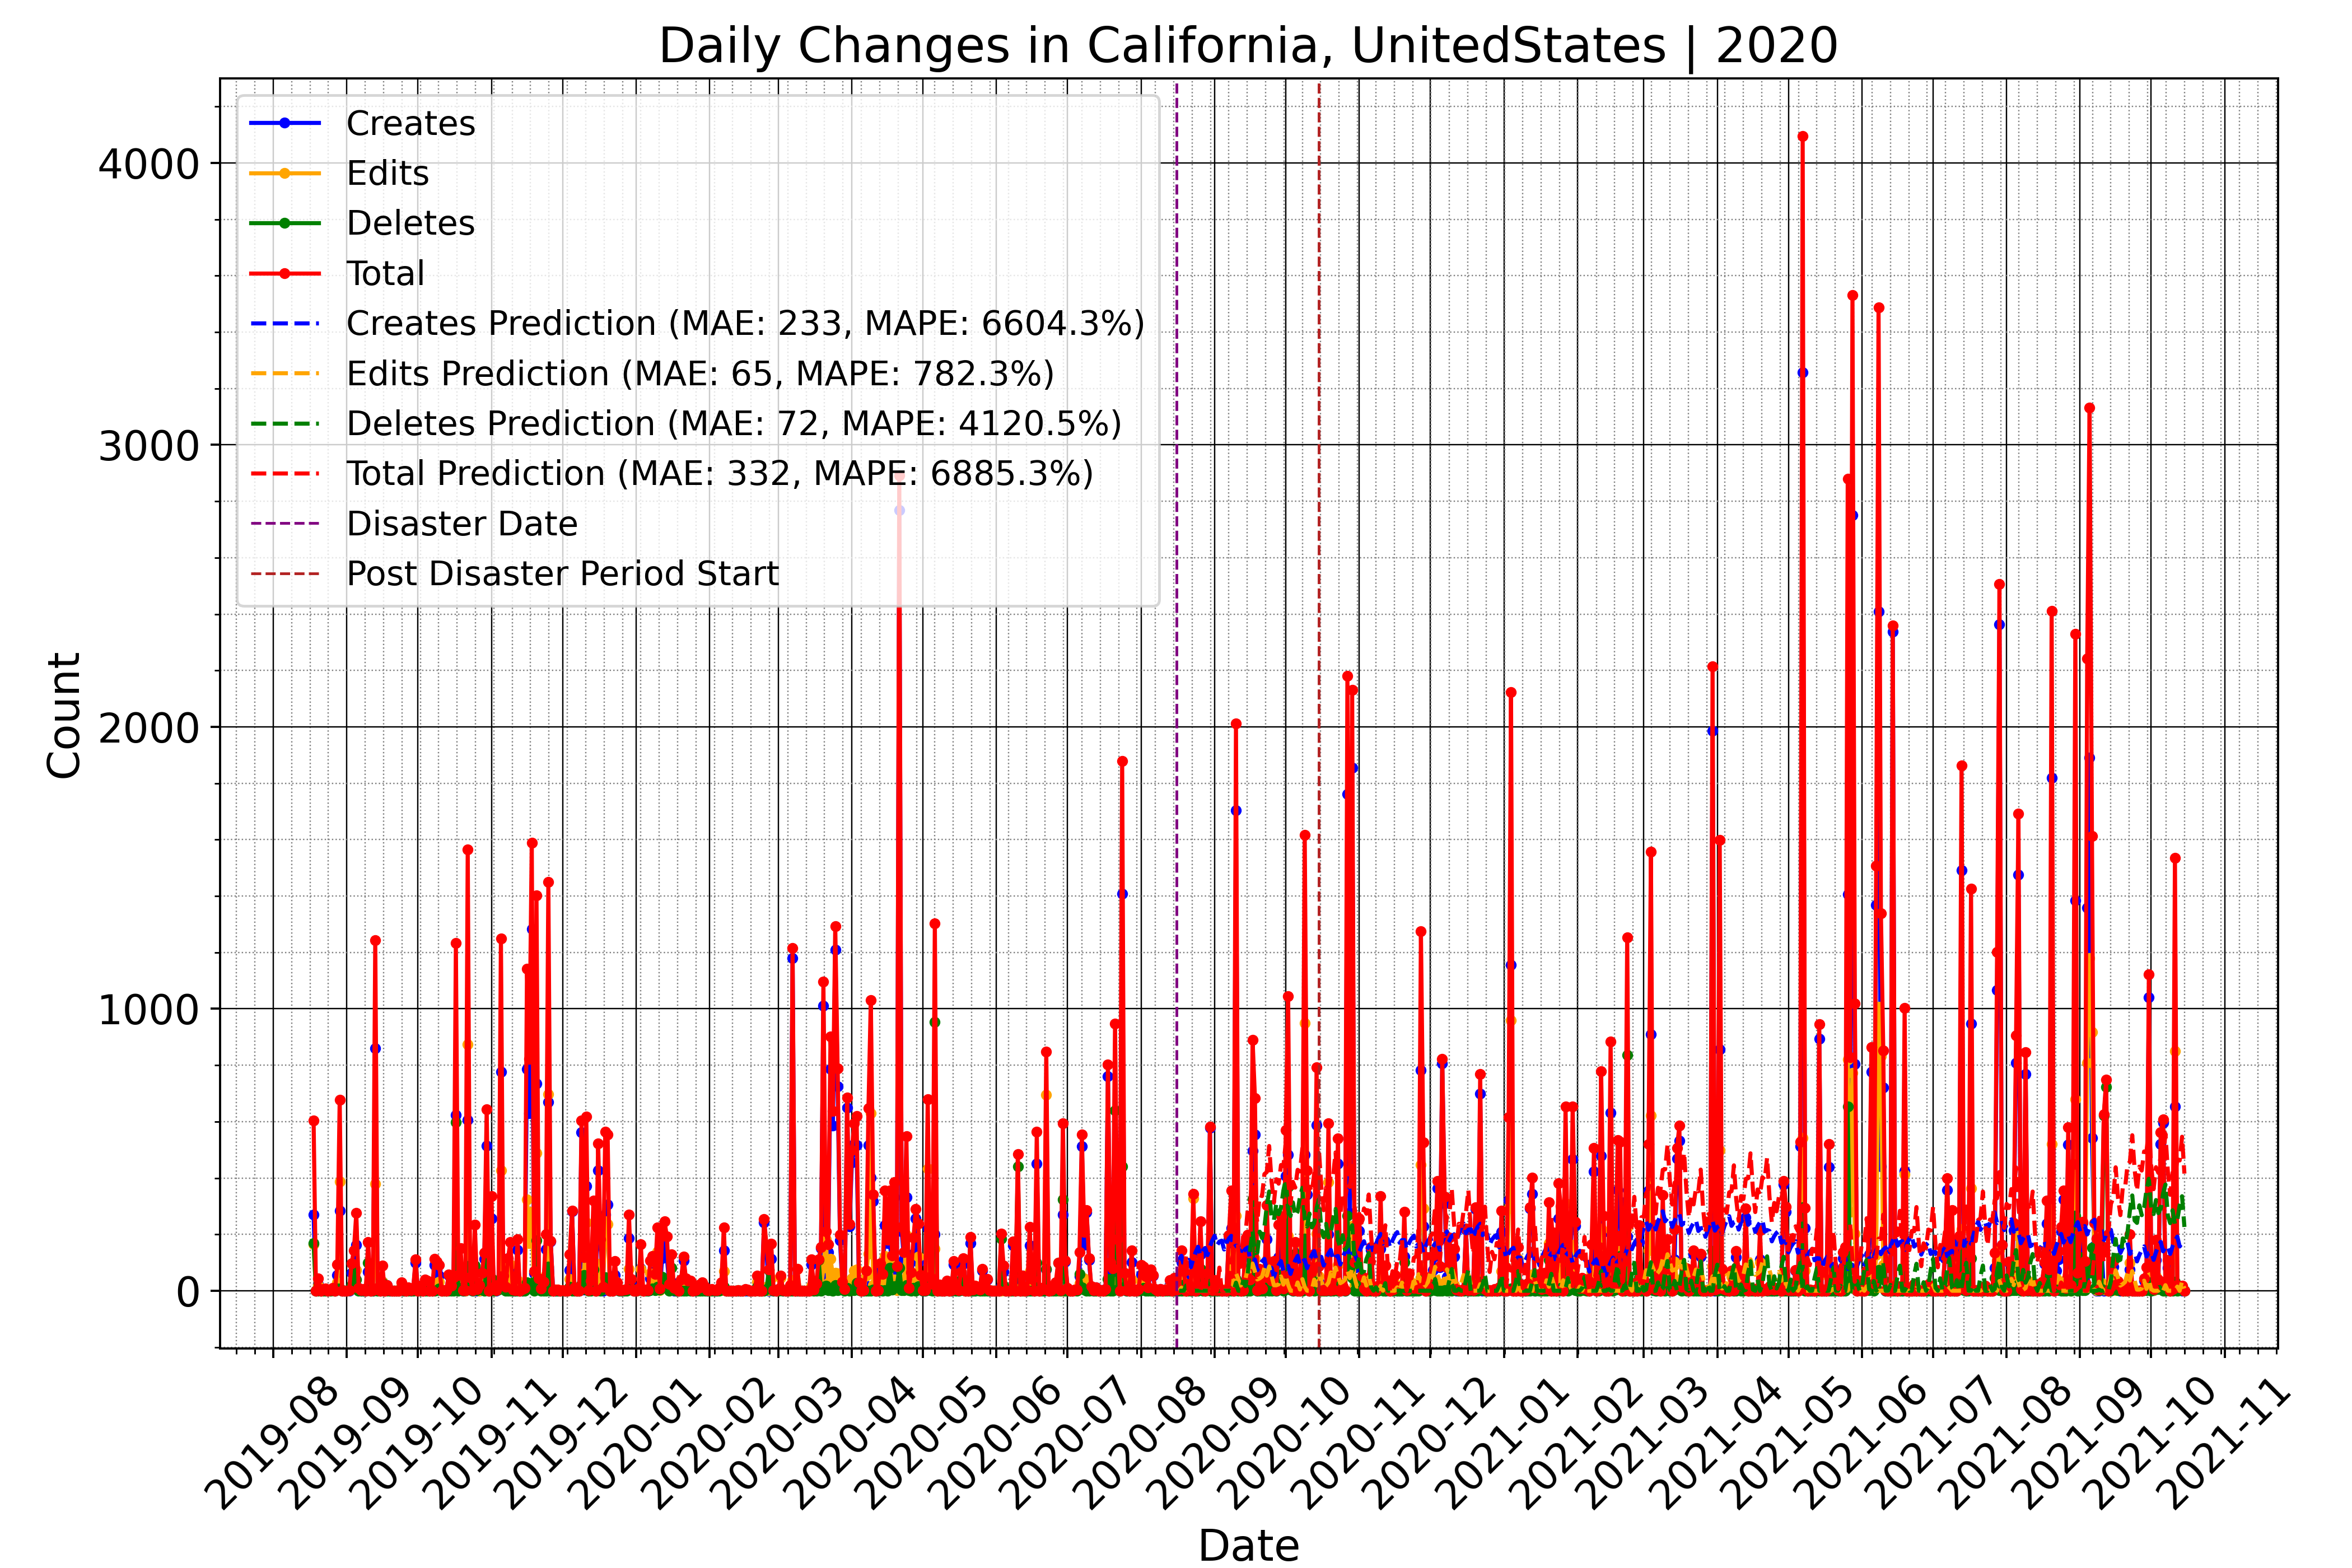 Daily Changes in California, UnitedStates | 2020
Creates
Edits
Deletes
Total
Creates Prediction (MAE: 233, MAPE: 6604.3%)
Edits Prediction (MAE: 65, MAPE: 782.3%)
Deletes Prediction (MAE: 72, MAPE: 4120.5%)
Total Prediction (MAE: 332, MAPE: 6885.3%)
Disaster Date
Post Disaster Period Start
Count
4000
3000
2000
1000
0
2019-08
2019-09
2019-10
2019-11
2019-12
2020-01
2020-02
2020-03
2020-04
2020-05
2020-06
2020-07
2020-08
2020-09
2020-10
2020-11
2020-12
2021-01
2021-02
2021-03
2021-04
2021-05
2021-06
2021-07
2021-08
2021-09
2021-10
2021-11
Date